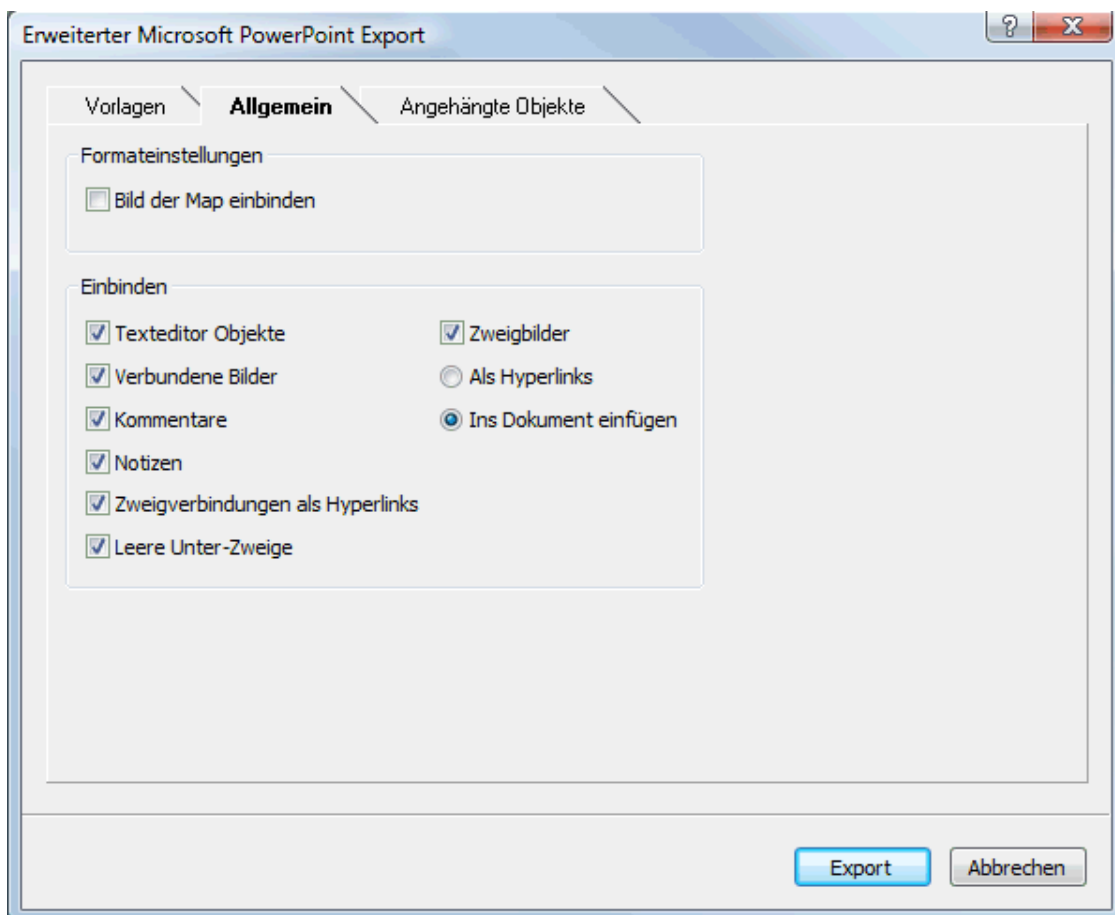 Erweiterter Microsoft PowerPoint Export
?
X
Vorlagen Allgemein Angehängte Objekte
Formateinstellungen
Bild der Map einbinden
Einbinden
Texteditor Objekte Zweigbilder
Verbundene Bilder Als Hyperlinks
Kommentare Ins Dokument einfügen
Notizen
Zweigverbindungen als Hyperlinks
Leere Unter-Zweige
Export Abbrechen